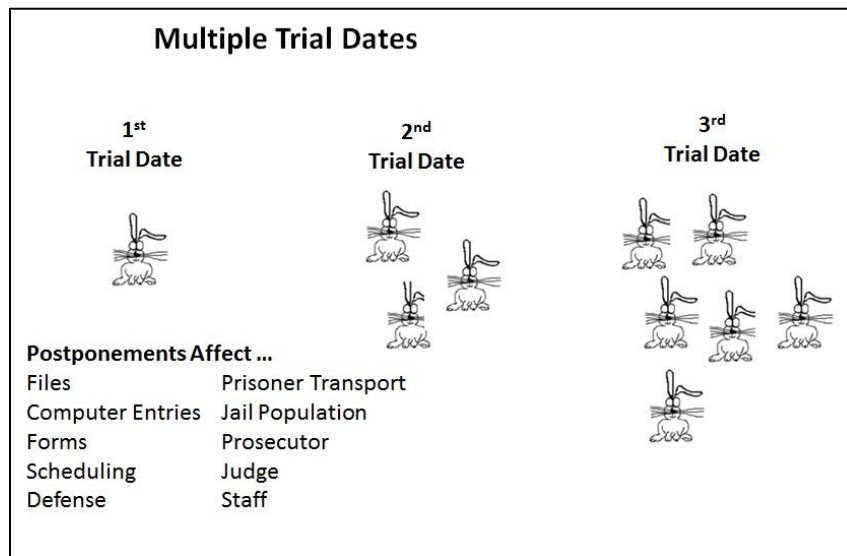 Multiple Trial Dates
1st
Trial Date
2nd
Trial Date
3rd
Trial Date
Postponements Affect ...
Files Prisoner Transport
Computer Entries Jail Population
Forms Prosecutor
Scheduling Judge
Defense Staff